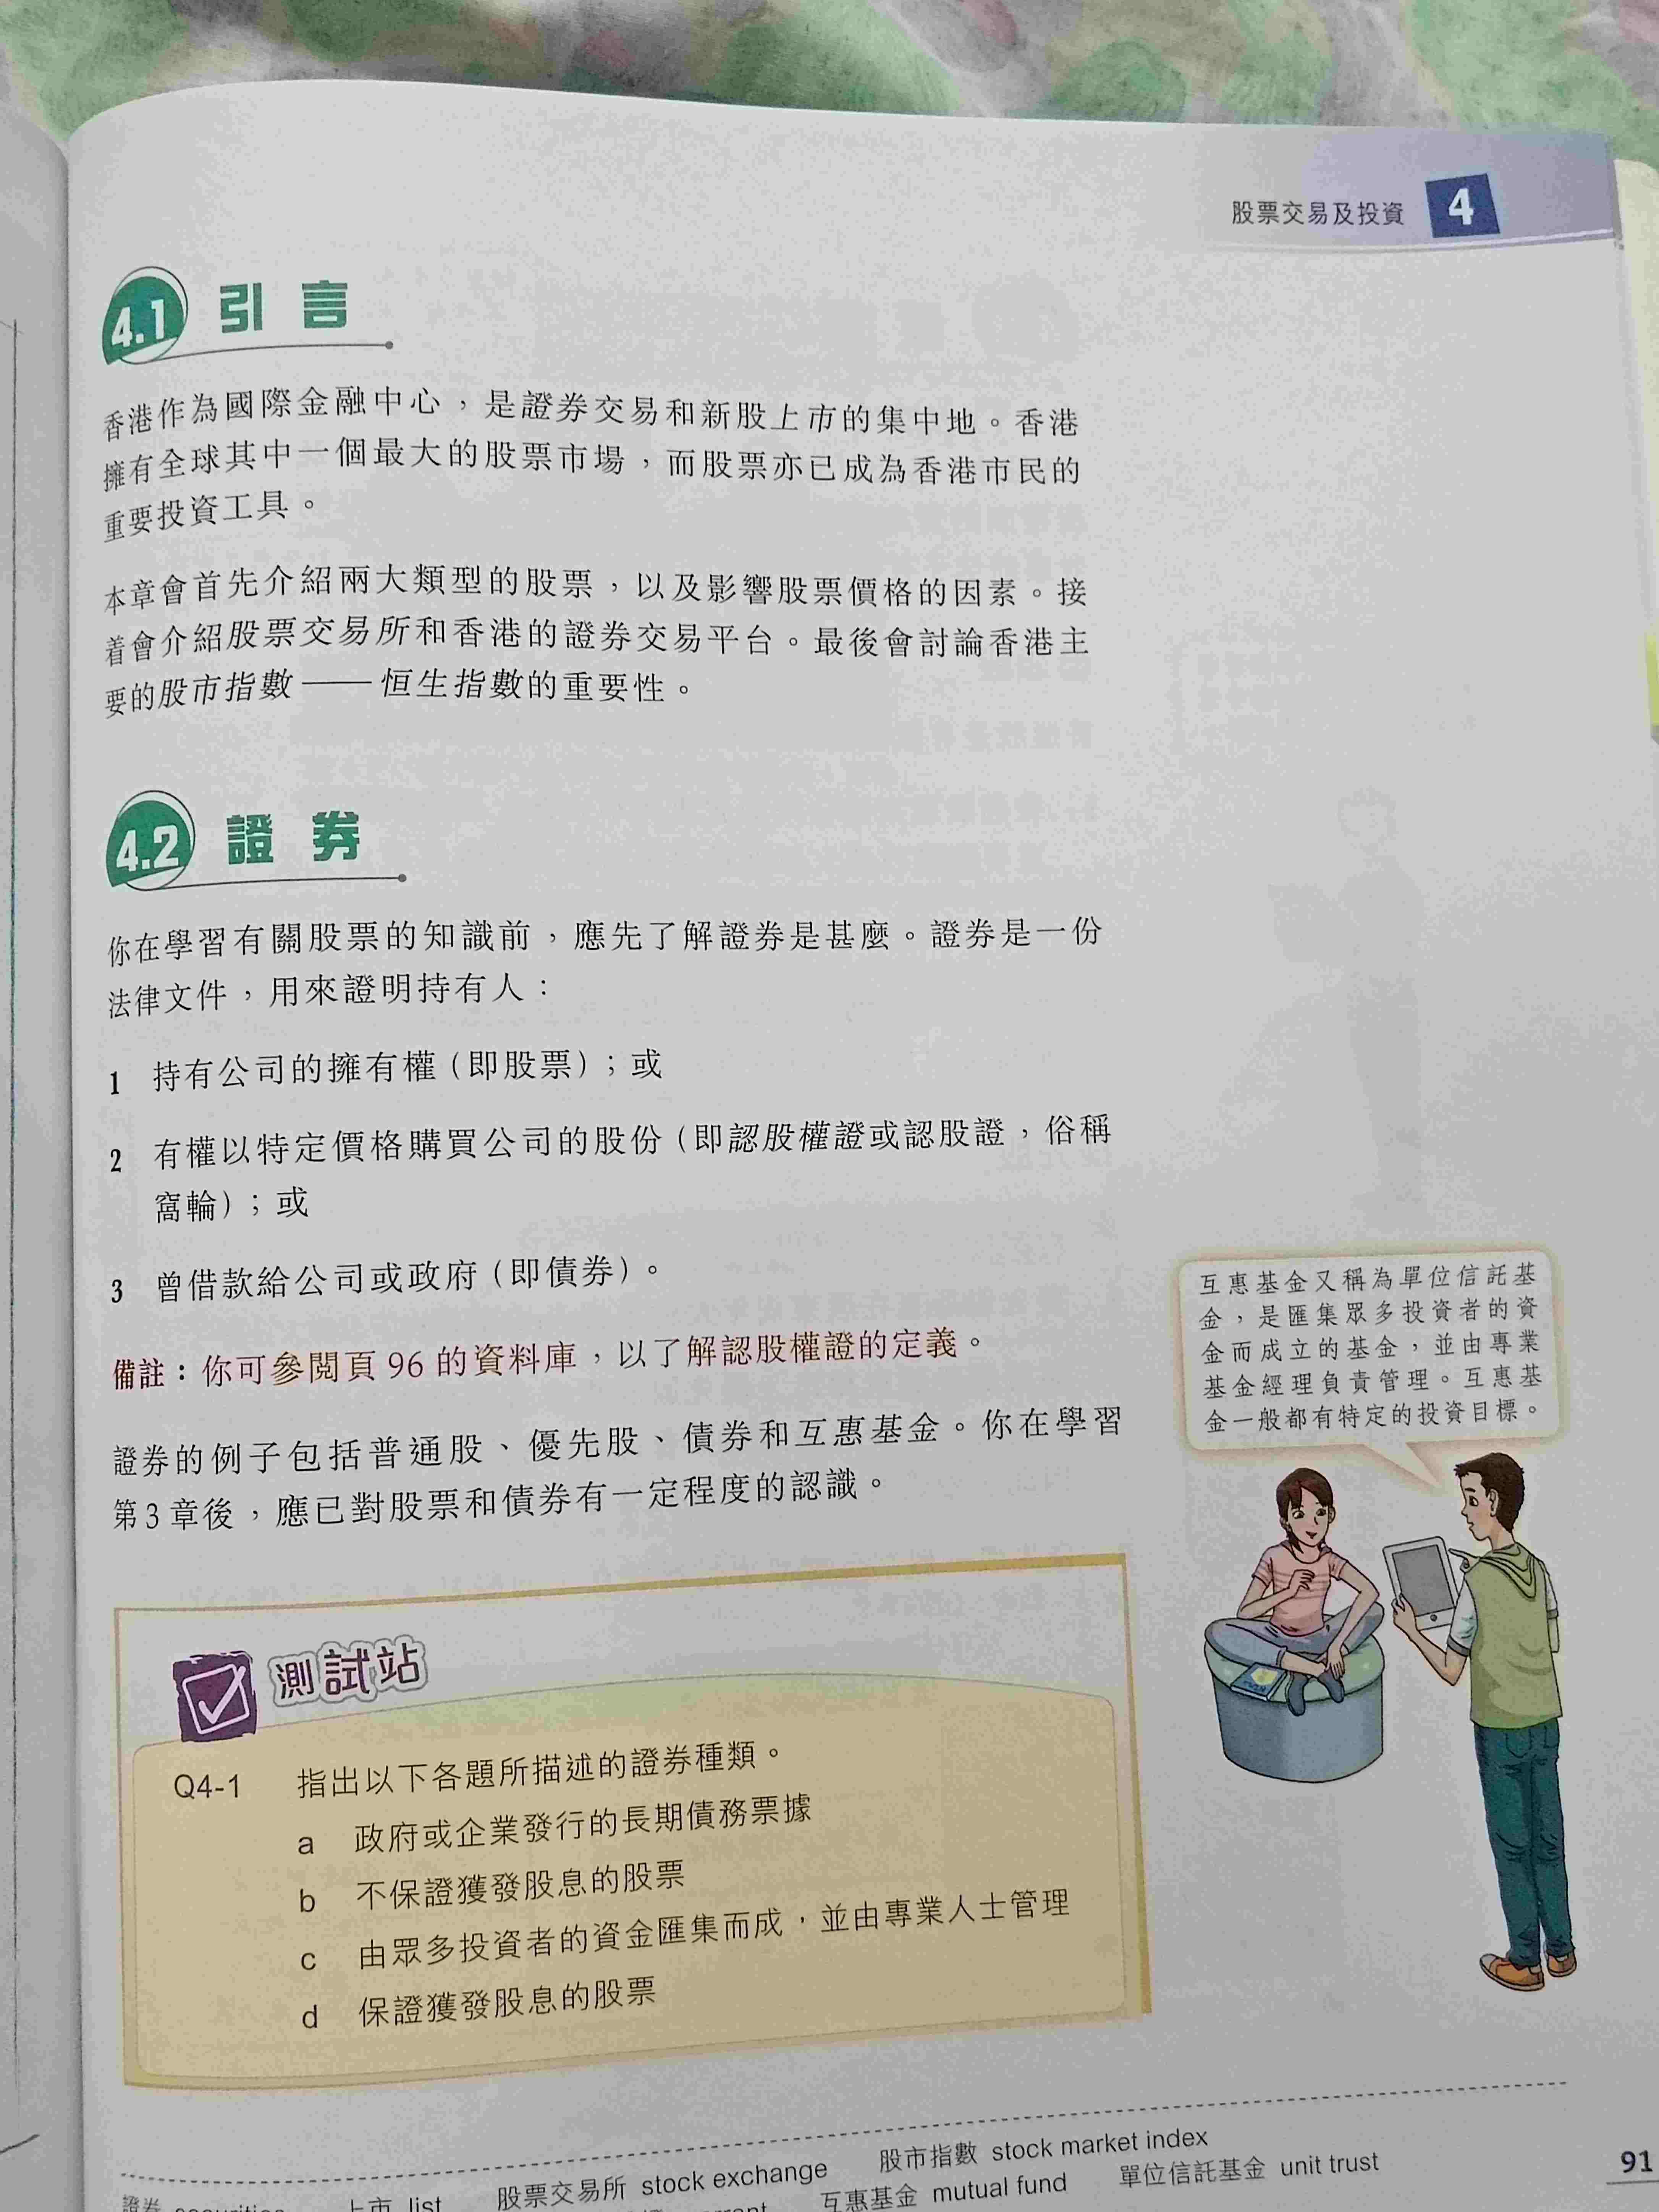 股票交易及投資 4
4.1 引言
香港作為國際金融中心，是證券交易和新股上市的集中地。香港
擁有全球其中一個最大的股票市場，而股票亦已成為香港市民的
重要投資工具。
本章會首先介紹兩大類型的股票，以及影響股票價格的因素。接
着會介紹股票交易所和香港的證券交易平台。最後會討論香港主
要的股市指數——恒生指數的重要性。
4.2 證券
你在學習有關股票的知識前，應先了解證券是甚麼。證券是一份
法律文件，用來證明持有人：
1 持有公司的擁有權（即股票）；或
2 有權以特定價格購買公司的股份（即認股權證或認股證，俗稱
窩輪）；或
3 曾借款給公司或政府（即債券）。
備註：你可參閱頁 96 的資料庫，以了解認股權證的定義。
證券的例子包括普通股、優先股、債券和互惠基金。你在學習
第 3 章後，應已對股票和債券有一定程度的認識。
互惠基金又稱為單位信託基
金，是匯集眾多投資者的資
金而成立的基金，並由專業
基金經理負責管理。互惠基
金一般都有特定的投資目標。
測試站
Q4-1 指出以下各題所描述的證券種類。
a 政府或企業發行的長期債務票據
b 不保證獲發股息的股票
c 由眾多投資者的資金匯集而成，並由專業人士管理
d 保證獲發股息的股票
證券 securities 上市 list 股票交易所 stock exchange 股市指數 stock market index
互惠基金 mutual fund 單位信託基金 unit trust
91